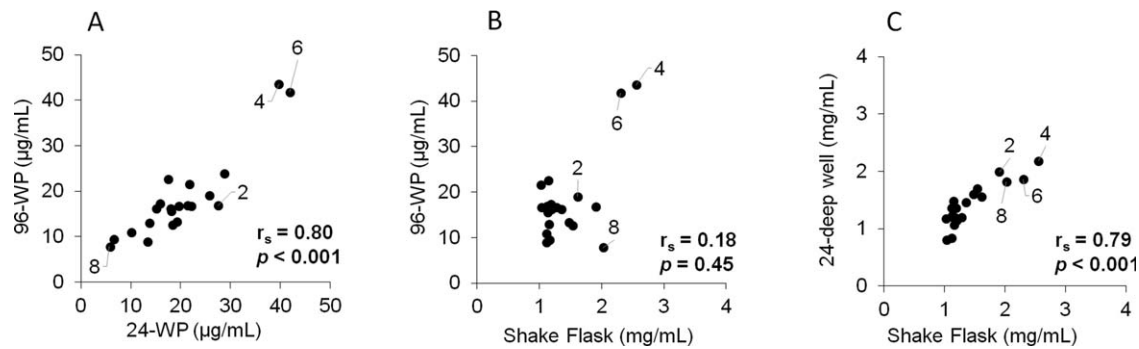 A
96-WP (µg/mL)
50
40
30
20
10
0
6
4
2
8
r_s = 0.80
p < 0.001
0 10 20 30 40 50
24-WP (µg/mL)
B
96-WP (µg/mL)
50
40
30
20
10
0
4
6
2
8
r_s = 0.18
p = 0.45
0 1 2 3 4
Shake Flask (mg/mL)
C
24-deep well (mg/mL)
4
3
2
1
0
2
4
8
6
r_s = 0.79
p < 0.001
0 1 2 3 4
Shake Flask (mg/mL)